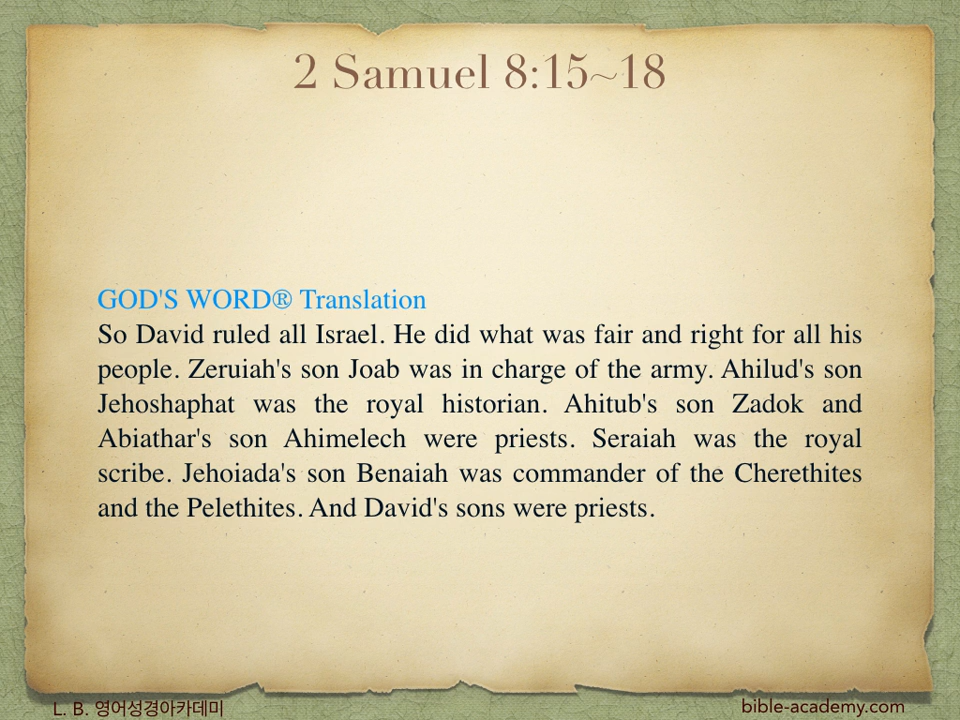 2 Samuel 8:15~18
GOD'S WORD® Translation
So David ruled all Israel. He did what was fair and right for all his
people. Zeruiah's son Joab was in charge of the army. Ahilud's son
Jehoshaphat was the royal historian. Ahitub's son Zadok and
Abiathar's son Ahimelech were priests. Seraiah was the royal
scribe. Jehoiada's son Benaiah was commander of the Cherethites
and the Pelethites. And David's sons were priests.
L. B. 영어성경아카데미
bible-academy.com